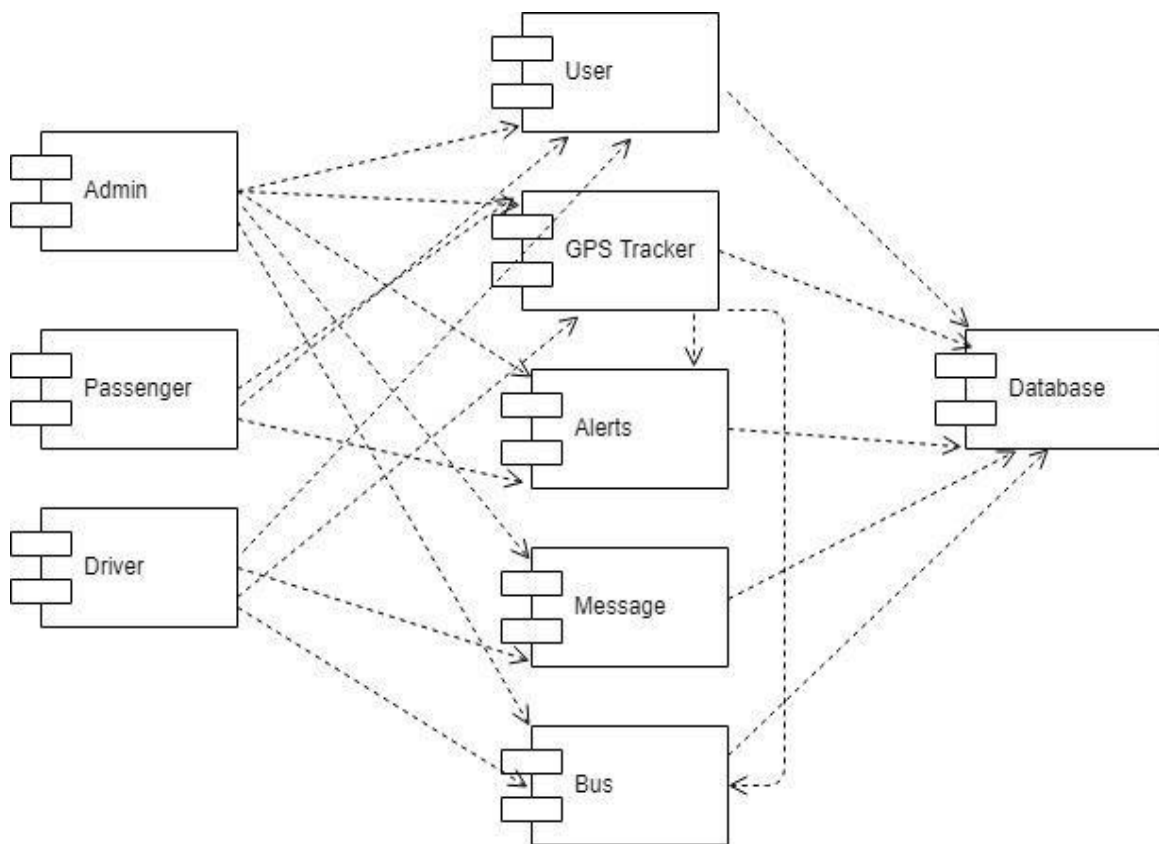 User
Admin
GPS Tracker
Passenger
Database
Alerts
Driver
Message
Bus